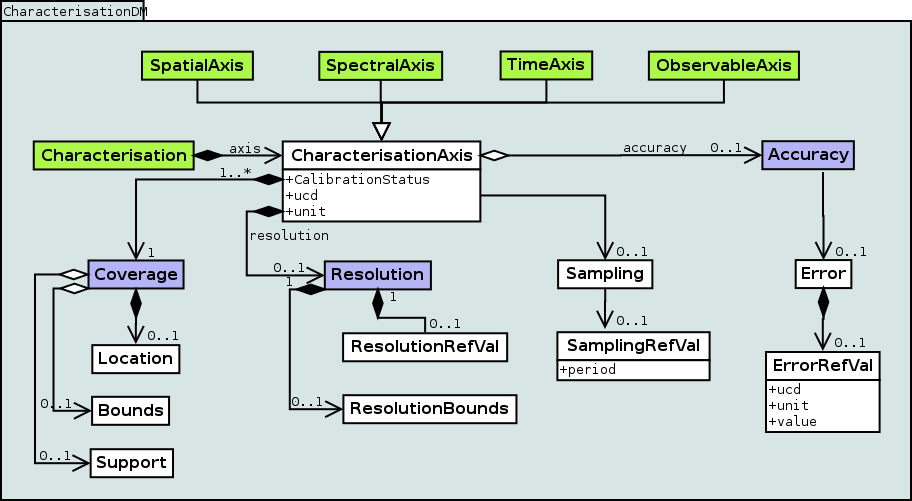 CharacterisationDM
SpatialAxis
SpectralAxis
TimeAxis
ObservableAxis
Characterisation
axis
1..*
CharacterisationAxis
+CalibrationStatus
+ucd
+unit
accuracy
0..1
Accuracy
resolution
1
Coverage
0..1
Location
0..1
Bounds
0..1
Support
0..1
1
Resolution
1
0..1
ResolutionRefVal
0..1
ResolutionBounds
0..1
Sampling
0..1
SamplingRefVal
+period
0..1
Error
0..1
ErrorRefVal
+ucd
+unit
+value